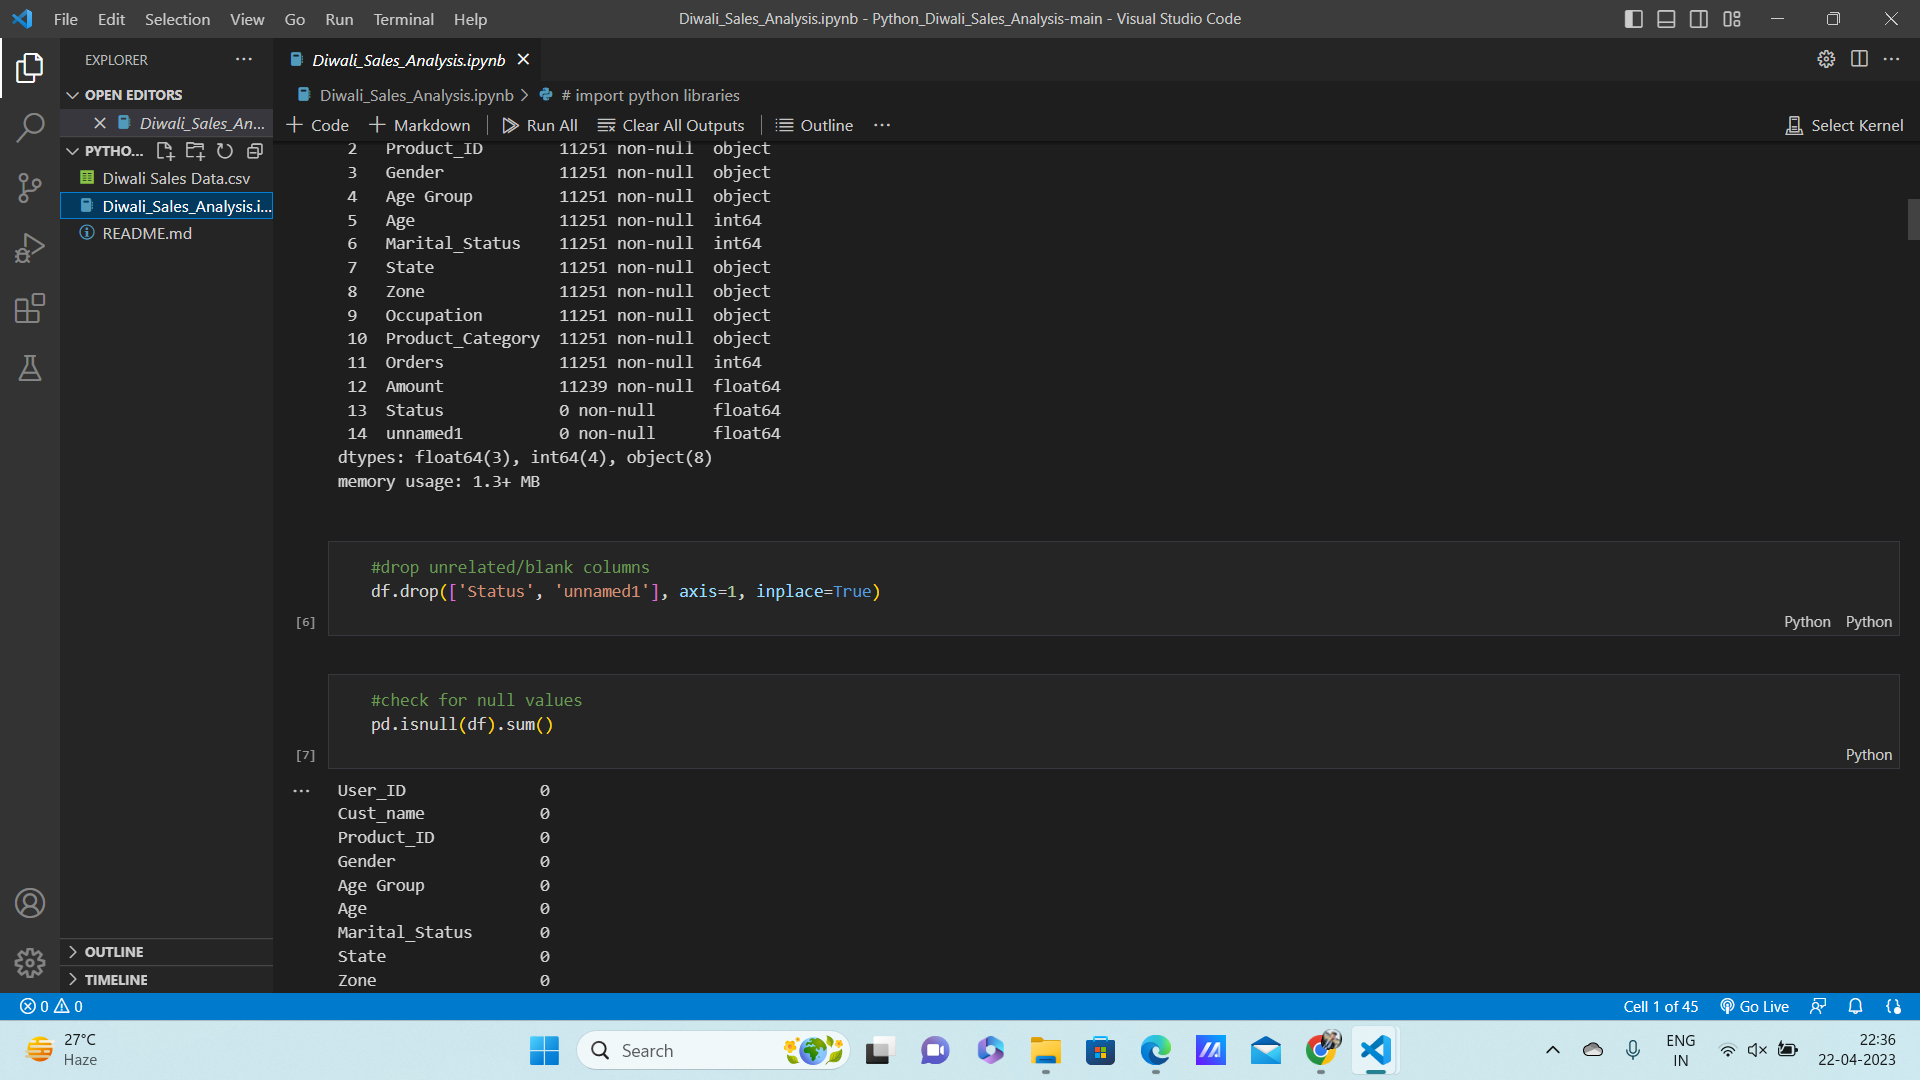 File Edit Selection View Go Run Terminal Help
Diwali_Sales_Analysis.ipynb - Python_Diwali_Sales_Analysis-main - Visual Studio Code
EXPLORER ···
OPEN EDITORS
Diwali_Sales_An...
PYTHO...
Diwali Sales Data.csv
Diwali_Sales_Analysis.i...
README.md
OUTLINE
TIMELINE
Diwali_Sales_Analysis.ipynb
Diwali_Sales_Analysis.ipynb > # import python libraries
+ Code + Markdown Run All Clear All Outputs Outline ··· Select Kernel
2 Product_ID 11251 non-null object
3 Gender 11251 non-null object
4 Age Group 11251 non-null object
5 Age 11251 non-null int64
6 Marital_Status 11251 non-null int64
7 State 11251 non-null object
8 Zone 11251 non-null object
9 Occupation 11251 non-null object
10 Product_Category 11251 non-null object
11 Orders 11251 non-null int64
12 Amount 11239 non-null float64
13 Status 0 non-null float64
14 unnamed1 0 non-null float64
dtypes: float64(3), int64(4), object(8)
memory usage: 1.3+ MB
#drop unrelated/blank columns
df.drop(['Status', 'unnamed1'], axis=1, inplace=True)
[6] Python Python
#check for null values
pd.isnull(df).sum()
[7] Python
··· User_ID 0
Cust_name 0
Product_ID 0
Gender 0
Age Group 0
Age 0
Marital_Status 0
State 0
Zone 0
0 0 Cell 1 of 45 Go Live
27°C
Haze
Search
ENG
IN
22:36
22-04-2023